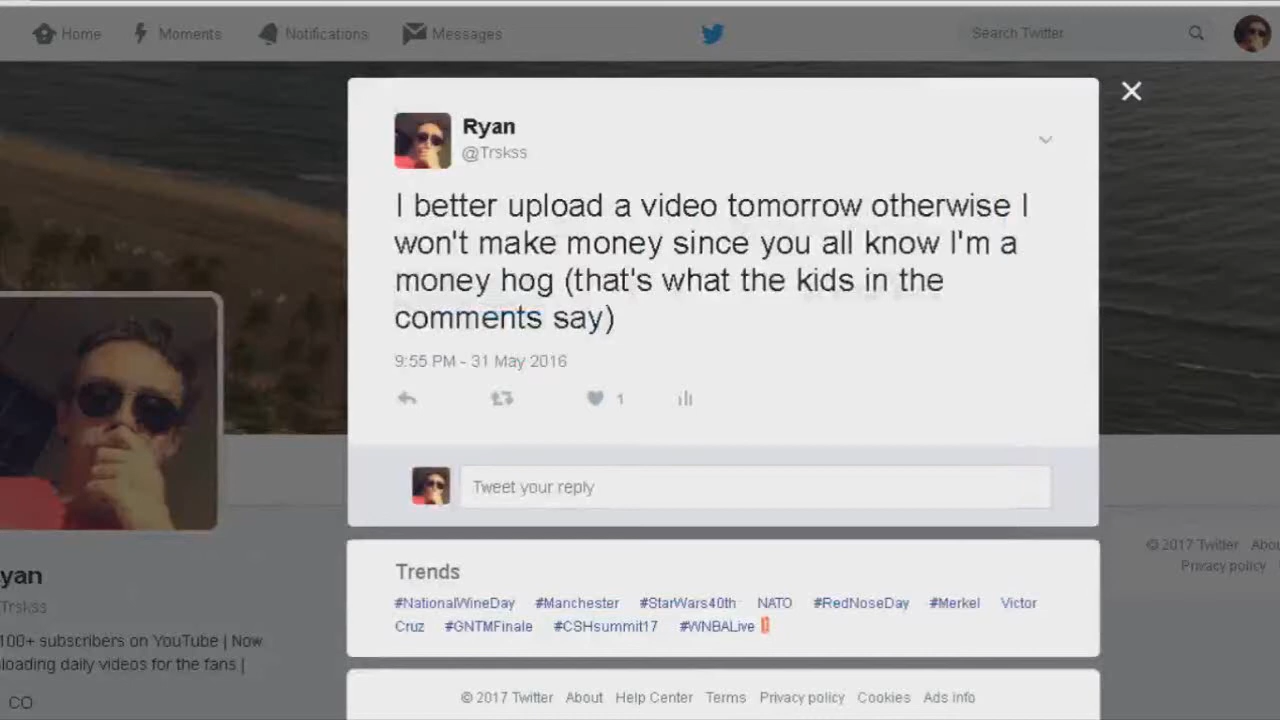 Home Moments Notifications Messages Search Twitter
Ryan
@Trskss
I better upload a video tomorrow otherwise I
won't make money since you all know I'm a
money hog (that's what the kids in the
comments say)
9:55 PM - 31 May 2016
1
Tweet your reply
Trends
#NationalWineDay #Manchester #StarWars40th NATO #RedNoseDay #Merkel Victor
Cruz #GNTMFinale #CSHsummit17 #WNBALive
© 2017 Twitter About Help Center Terms Privacy policy Cookies Ads info
yan
Trskss
100+ subscribers on YouTube | Now
loading daily videos for the fans |
CO
© 2017 Twitter Abou
Privacy policy